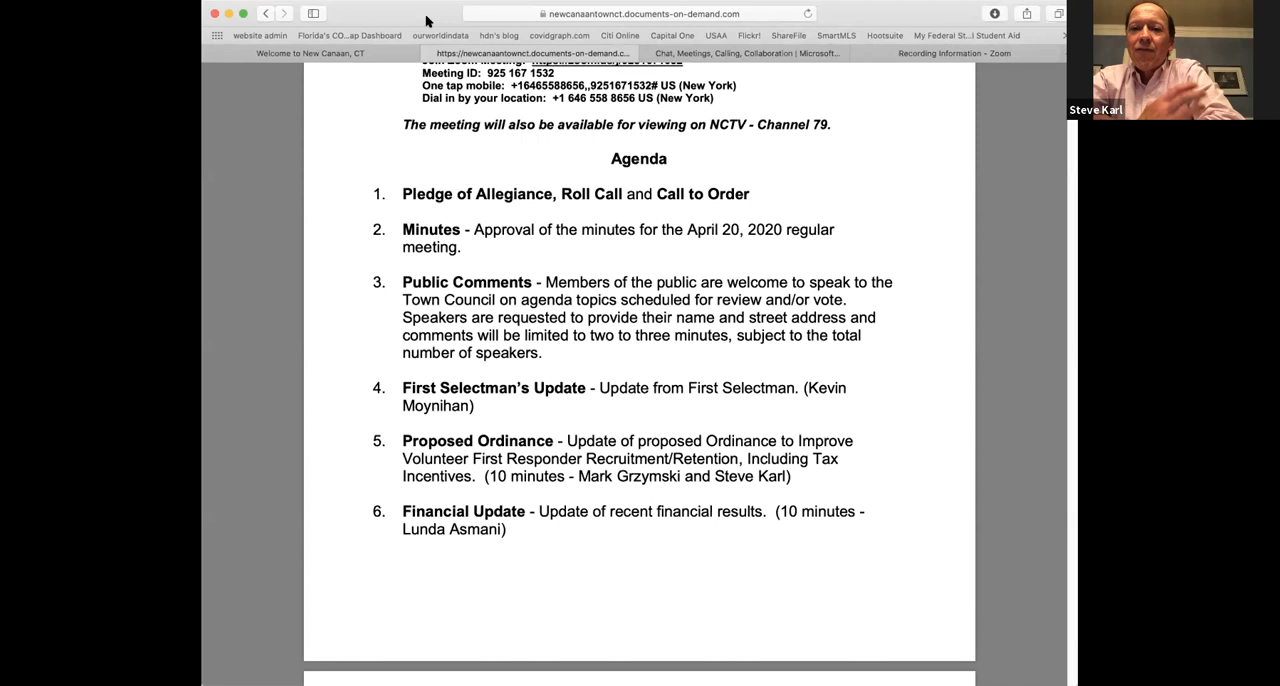 newcanaantownct.documents-on-demand.com
website admin Florida's CO...ap Dashboard ourworldindata hdn's blog covidgraph.com Citi Online Capital One USAA Flickr! ShareFile SmartMLS Hootsuite My Federal St...l Student Aid
Welcome to New Canaan, CT https://newcanaantownct.documents-on-demand.c... Chat, Meetings, Calling, Collaboration | Microsoft... Recording Information - Zoom
Steve Karl
Meeting ID: 925 167 1532
One tap mobile: +16465588656,,9251671532# US (New York)
Dial in by your location: +1 646 558 8656 US (New York)
The meeting will also be available for viewing on NCTV - Channel 79.
Agenda
1. Pledge of Allegiance, Roll Call and Call to Order
2. Minutes - Approval of the minutes for the April 20, 2020 regular
meeting.
3. Public Comments - Members of the public are welcome to speak to the
Town Council on agenda topics scheduled for review and/or vote.
Speakers are requested to provide their name and street address and
comments will be limited to two to three minutes, subject to the total
number of speakers.
4. First Selectman's Update - Update from First Selectman. (Kevin
Moynihan)
5. Proposed Ordinance - Update of proposed Ordinance to Improve
Volunteer First Responder Recruitment/Retention, Including Tax
Incentives. (10 minutes - Mark Grzymski and Steve Karl)
6. Financial Update - Update of recent financial results. (10 minutes -
Lunda Asmani)